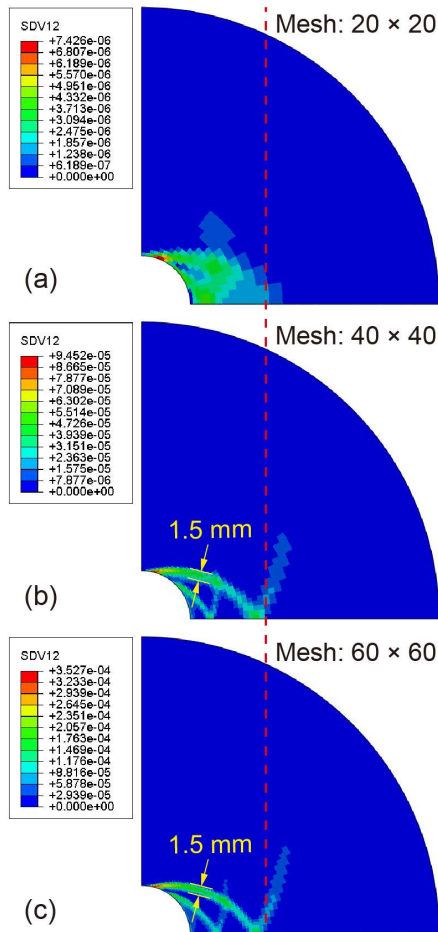 SDV12
Mesh: 20 × 20
+7.426e-06
+6.807e-06
+6.189e-06
+5.570e-06
+4.951e-06
+4.332e-06
+3.713e-06
+3.094e-06
+2.475e-06
+1.856e-06
+1.238e-06
+6.189e-07
+0.000e+00
(a)
SDV12
Mesh: 40 × 40
+9.452e-05
+8.665e-05
+7.877e-05
+7.089e-05
+6.302e-05
+5.514e-05
+4.726e-05
+3.939e-05
+3.151e-05
+2.363e-05
+1.575e-05
+7.877e-06
+0.000e+00
1.5 mm
(b)
SDV12
Mesh: 60 × 60
+3.527e-04
+3.233e-04
+2.939e-04
+2.645e-04
+2.351e-04
+2.057e-04
+1.763e-04
+1.469e-04
+1.176e-04
+8.816e-05
+5.878e-05
+2.939e-05
+0.000e+00
1.5 mm
(c)